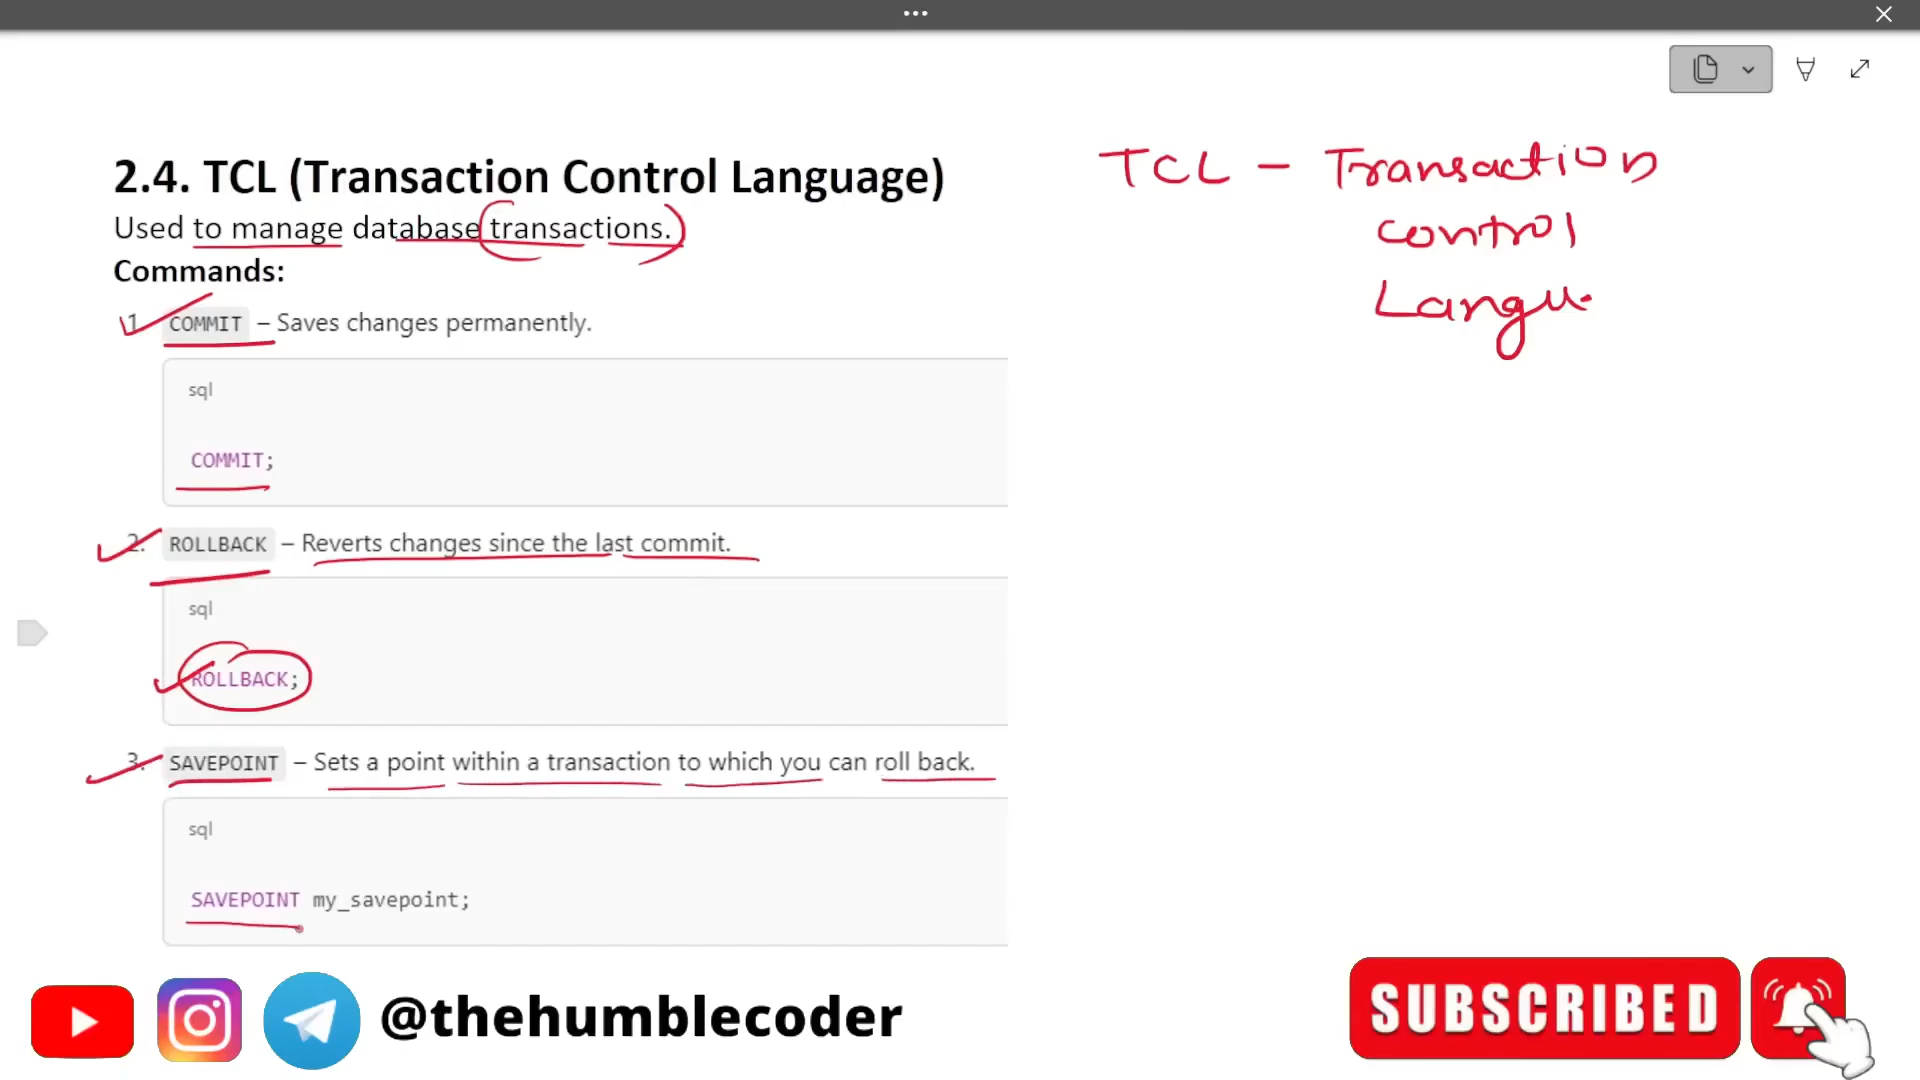 2.4. TCL (Transaction Control Language)
Used to manage database transactions.
Commands:
1. COMMIT – Saves changes permanently.
sql
COMMIT;
2. ROLLBACK – Reverts changes since the last commit.
sql
ROLLBACK;
3. SAVEPOINT – Sets a point within a transaction to which you can roll back.
sql
SAVEPOINT my_savepoint;
TCL – Transaction
control
Langu
@thehumblecoder
SUBSCRIBED